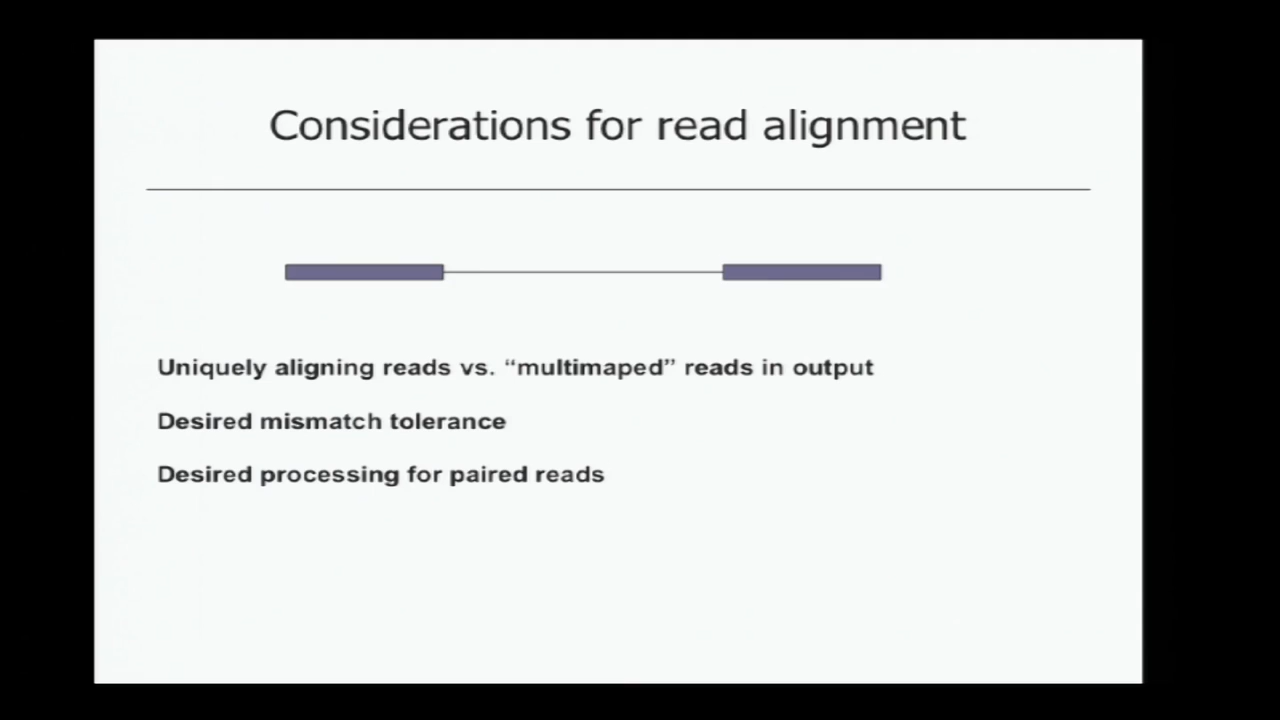 Considerations for read alignment
Uniquely aligning reads vs. “multimaped” reads in output
Desired mismatch tolerance
Desired processing for paired reads